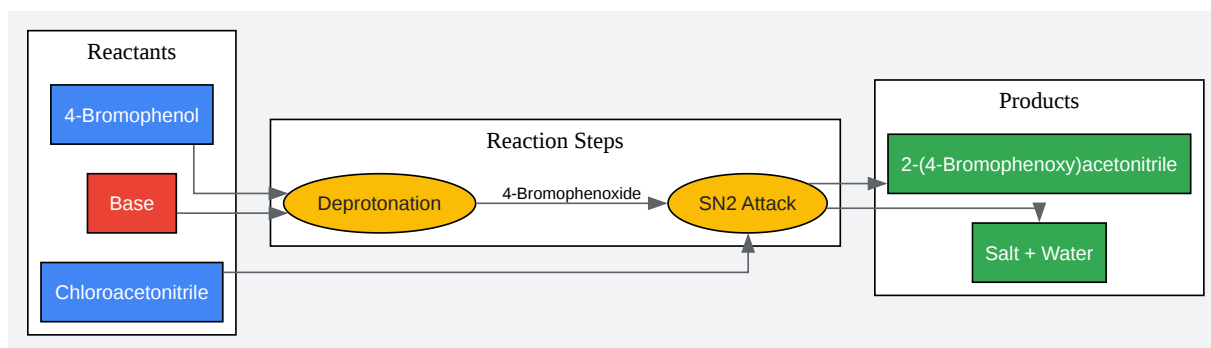 Reactants
4-Bromophenol
Base
Chloroacetonitrile
Reaction Steps
Deprotonation
4-Bromophenoxide
SN2 Attack
Products
2-(4-Bromophenoxy)acetonitrile
Salt + Water